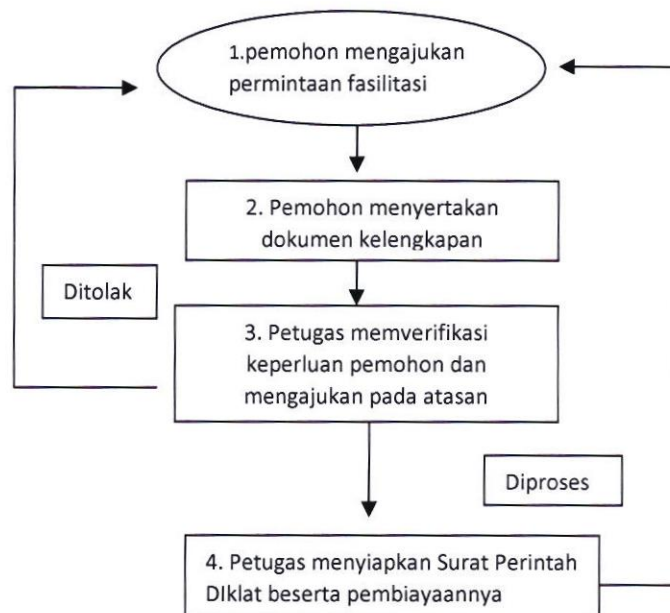 1.pemohon mengajukan
permintaan fasilitasi
2. Pemohon menyertakan
dokumen kelengkapan
Ditolak
3. Petugas memverifikasi
keperluan pemohon dan
mengajukan pada atasan
Diproses
4. Petugas menyiapkan Surat Perintah
DIklat beserta pembiayaannya